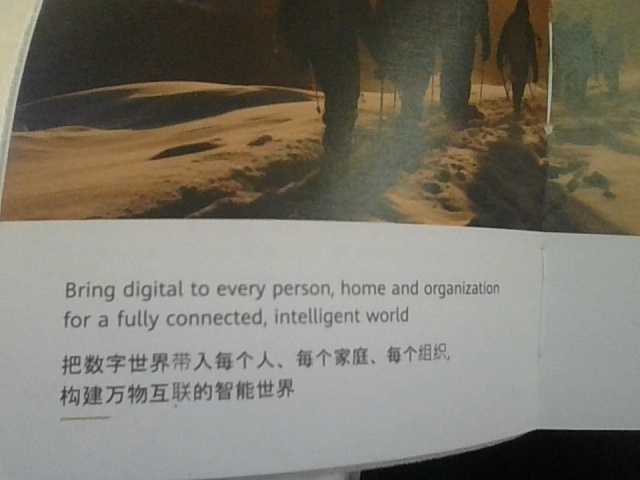 Bring digital to every person, home and organization
for a fully connected, intelligent world
把数字世界带入每个人、每个家庭、每个组织,
构建万物互联的智能世界